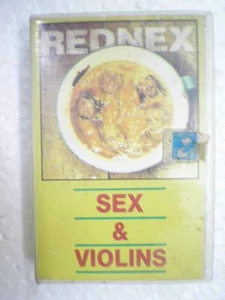 REDNEX
SEX
&
VIOLINS